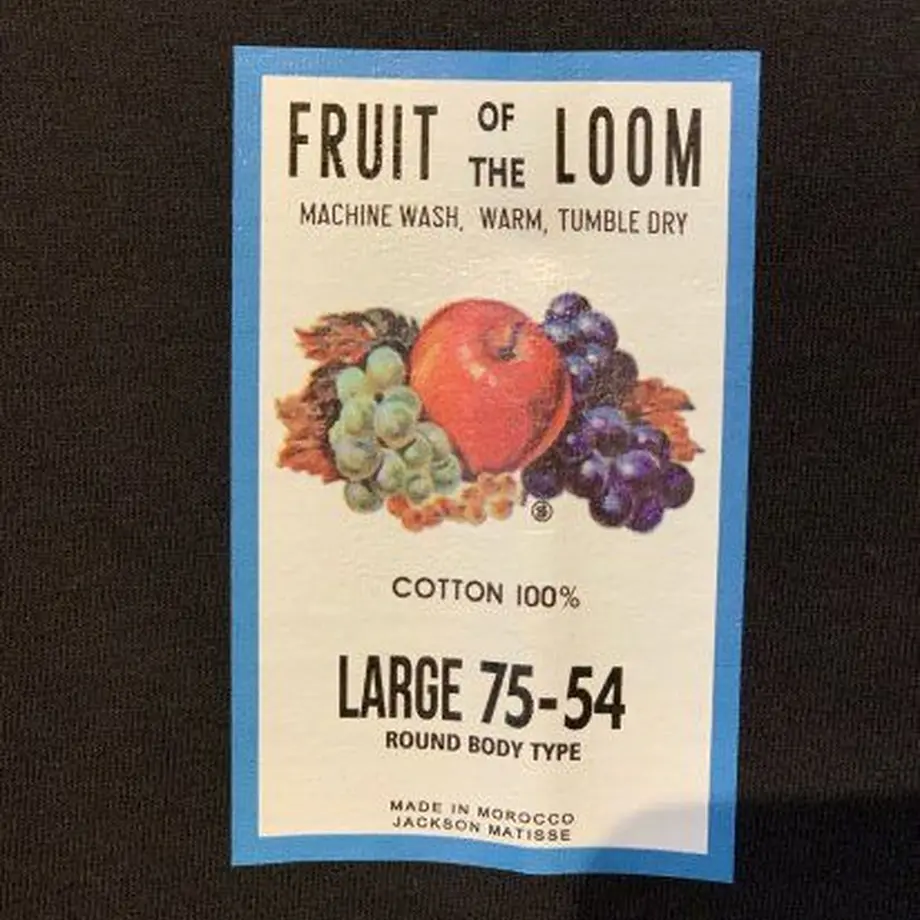 FRUIT OF THE LOOM
MACHINE WASH, WARM, TUMBLE DRY
COTTON 100%
LARGE 75-54
ROUND BODY TYPE
MADE IN MOROCCO
JACKSON MATISSE